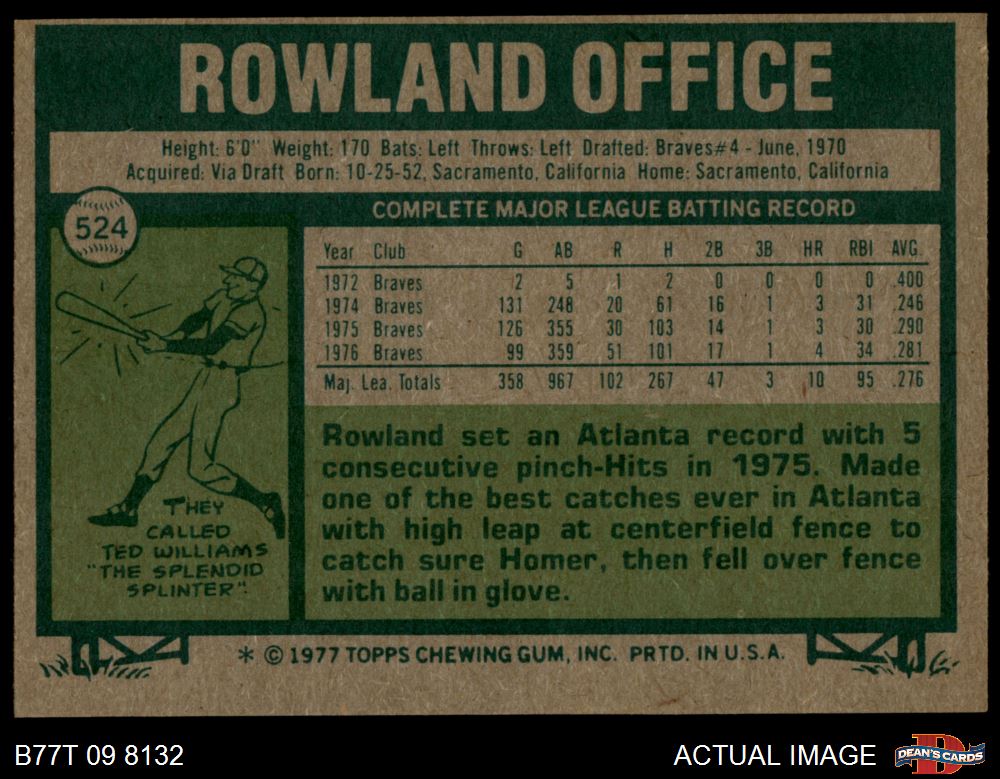 ROWLAND OFFICE
Height: 6'0" Weight: 170 Bats: Left Throws: Left Drafted: Braves#4 - June, 1970
Acquired: Via Draft Born: 10-25-52, Sacramento, California Home: Sacramento, California
524
COMPLETE MAJOR LEAGUE BATTING RECORD
Year Club G AB R H 2B 3B HR RBI AVG.
1972 Braves 2 5 1 2 0 0 0 0 .400
1974 Braves 131 248 20 61 16 1 3 31 .246
1975 Braves 126 355 30 103 14 1 3 30 .290
1976 Braves 99 359 51 101 17 1 4 34 .281
Maj. Lea. Totals 358 967 102 267 47 3 10 95 .276
Rowland set an Atlanta record with 5
consecutive pinch-Hits in 1975. Made
one of the best catches ever in Atlanta
with high leap at centerfield fence to
catch sure Homer, then fell over fence
with ball in glove.
THEY
CALLED
TED WILLIAMS
"THE SPLENDID
SPLINTER".
* © 1977 TOPPS CHEWING GUM, INC. PRTD. IN U.S.A.
B77T 09 8132
ACTUAL IMAGE
DEAN'S CARDS